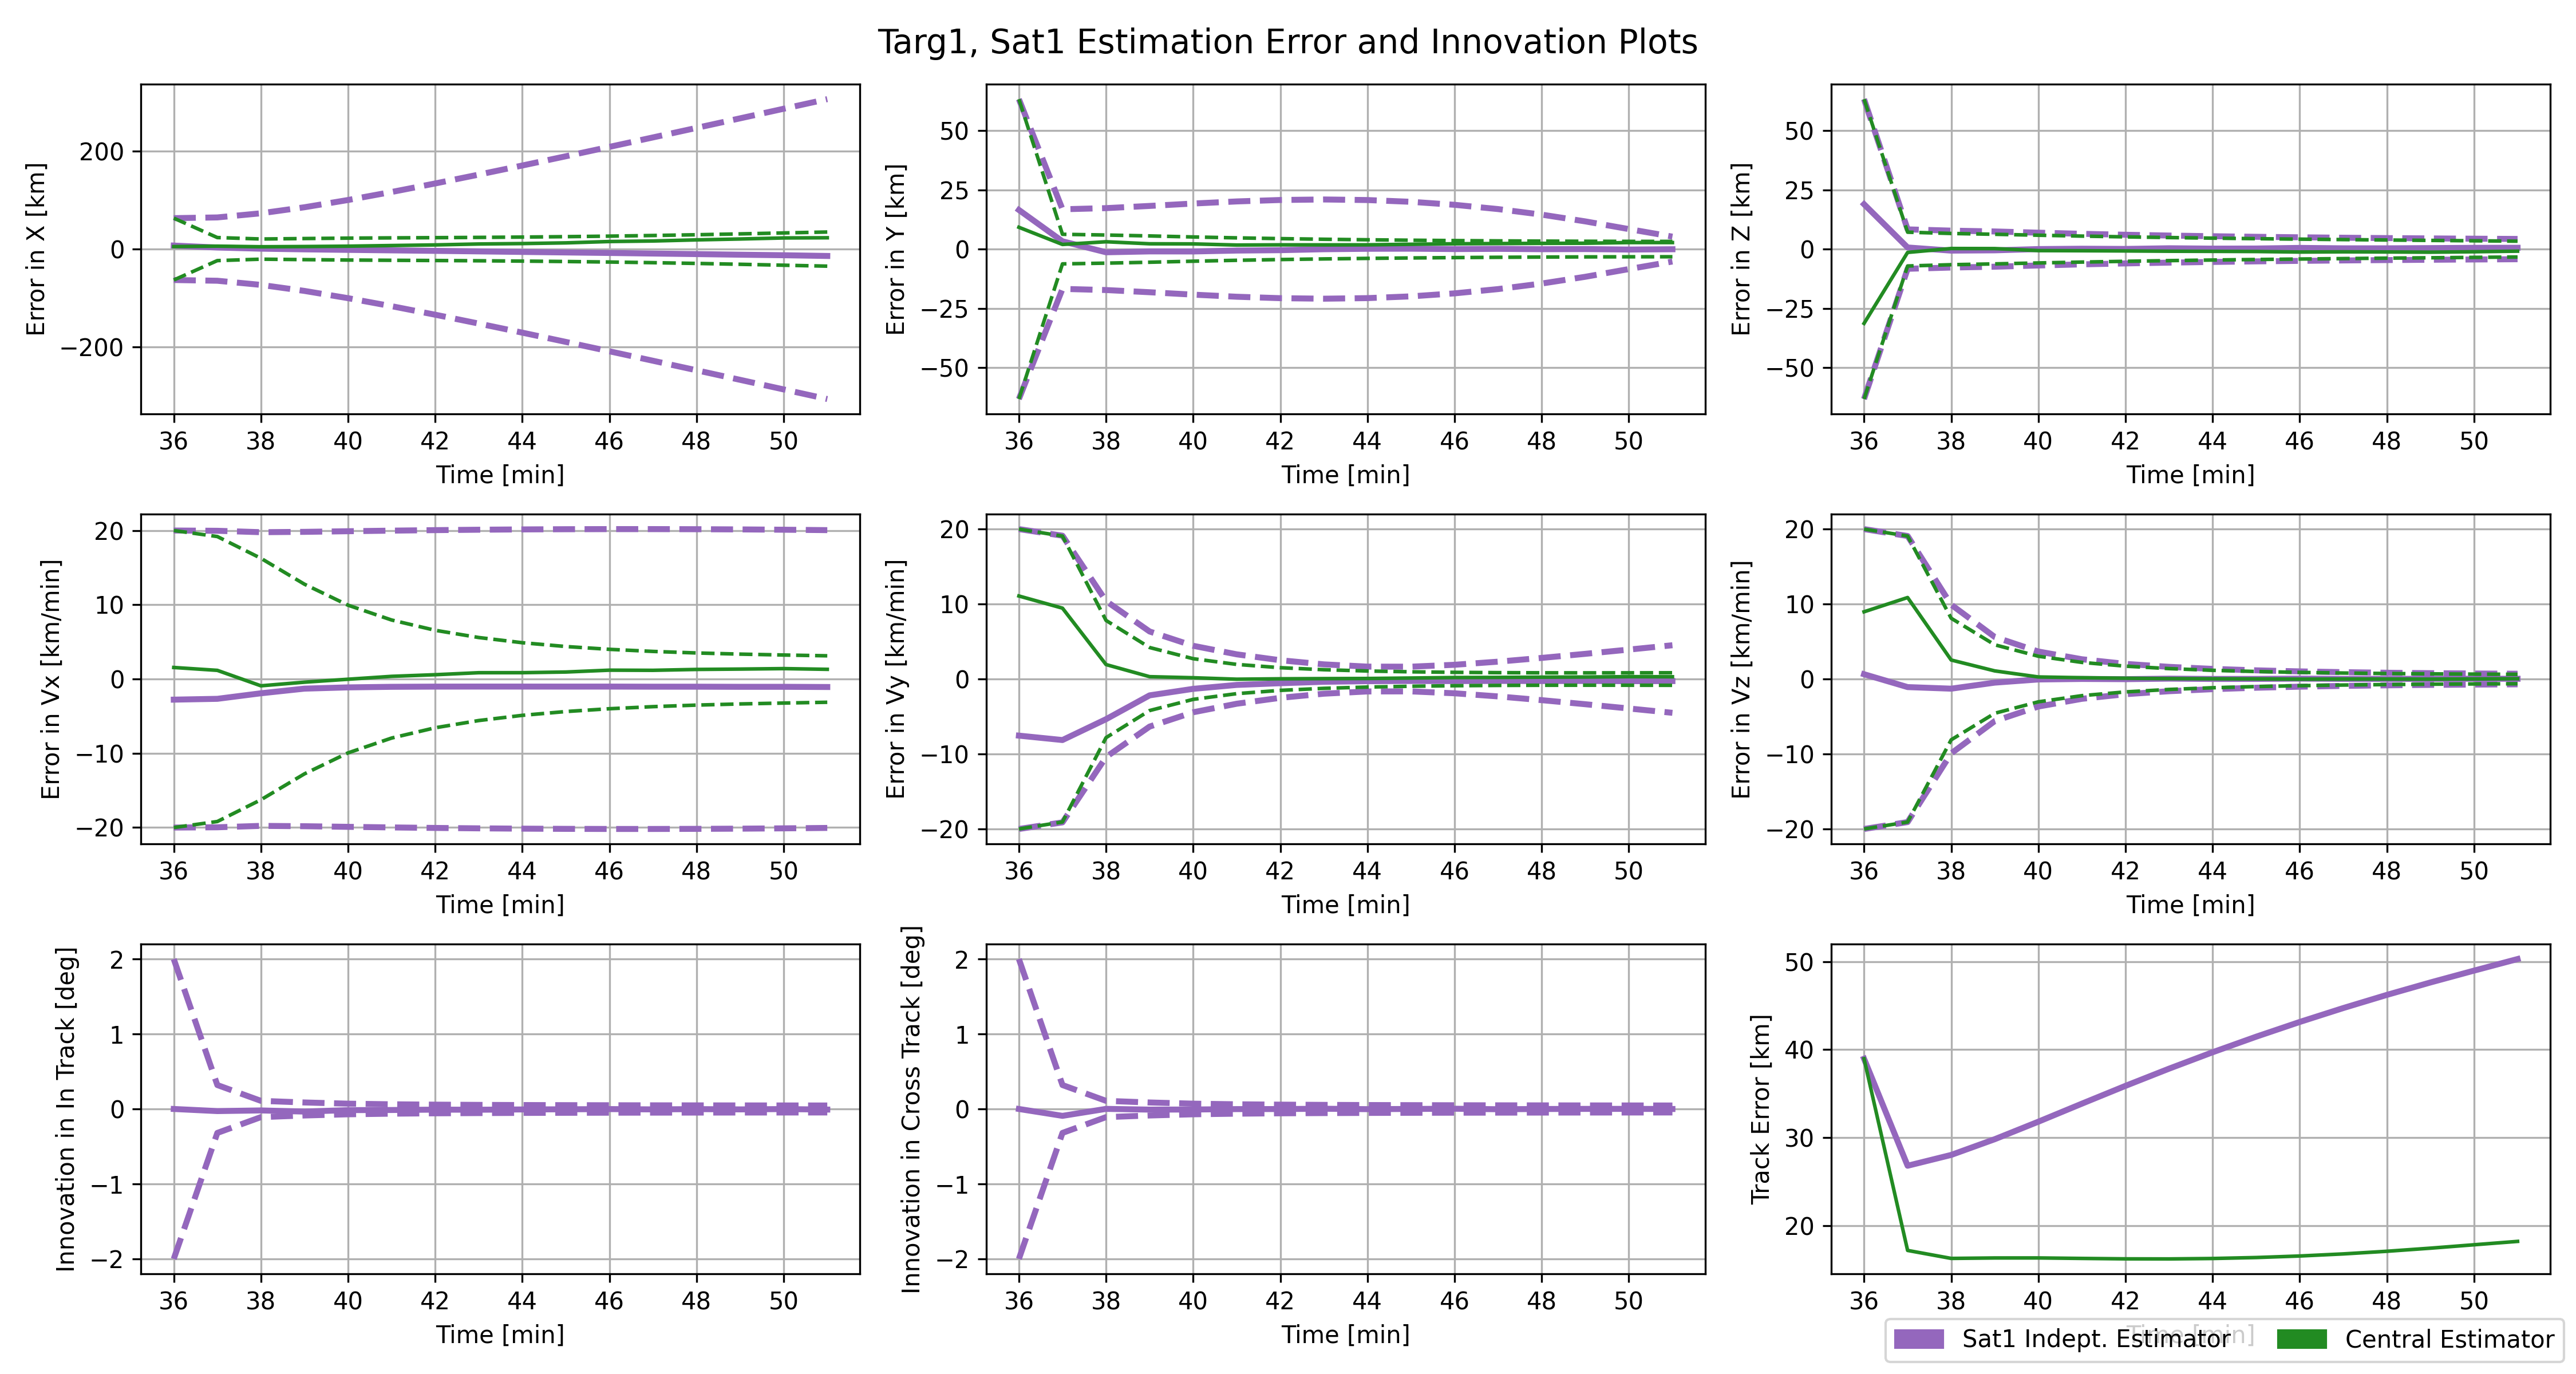 Targ1, Sat1 Estimation Error and Innovation Plots
Error in X [km]
200
0
−200
36 38 40 42 44 46 48 50
Time [min]
Error in Y [km]
50
25
0
−25
−50
36 38 40 42 44 46 48 50
Time [min]
Error in Z [km]
50
25
0
−25
−50
36 38 40 42 44 46 48 50
Time [min]
Error in Vx [km/min]
20
10
0
−10
−20
36 38 40 42 44 46 48 50
Time [min]
Error in Vy [km/min]
20
10
0
−10
−20
36 38 40 42 44 46 48 50
Time [min]
Error in Vz [km/min]
20
10
0
−10
−20
36 38 40 42 44 46 48 50
Time [min]
Innovation in In Track [deg]
2
1
0
−1
−2
36 38 40 42 44 46 48 50
Time [min]
Innovation in Cross Track [deg]
2
1
0
−1
−2
36 38 40 42 44 46 48 50
Time [min]
Track Error [km]
50
40
30
20
36 38 40 42 44 46 48 50
Time [min]
Sat1 Indept. Estimator
Central Estimator